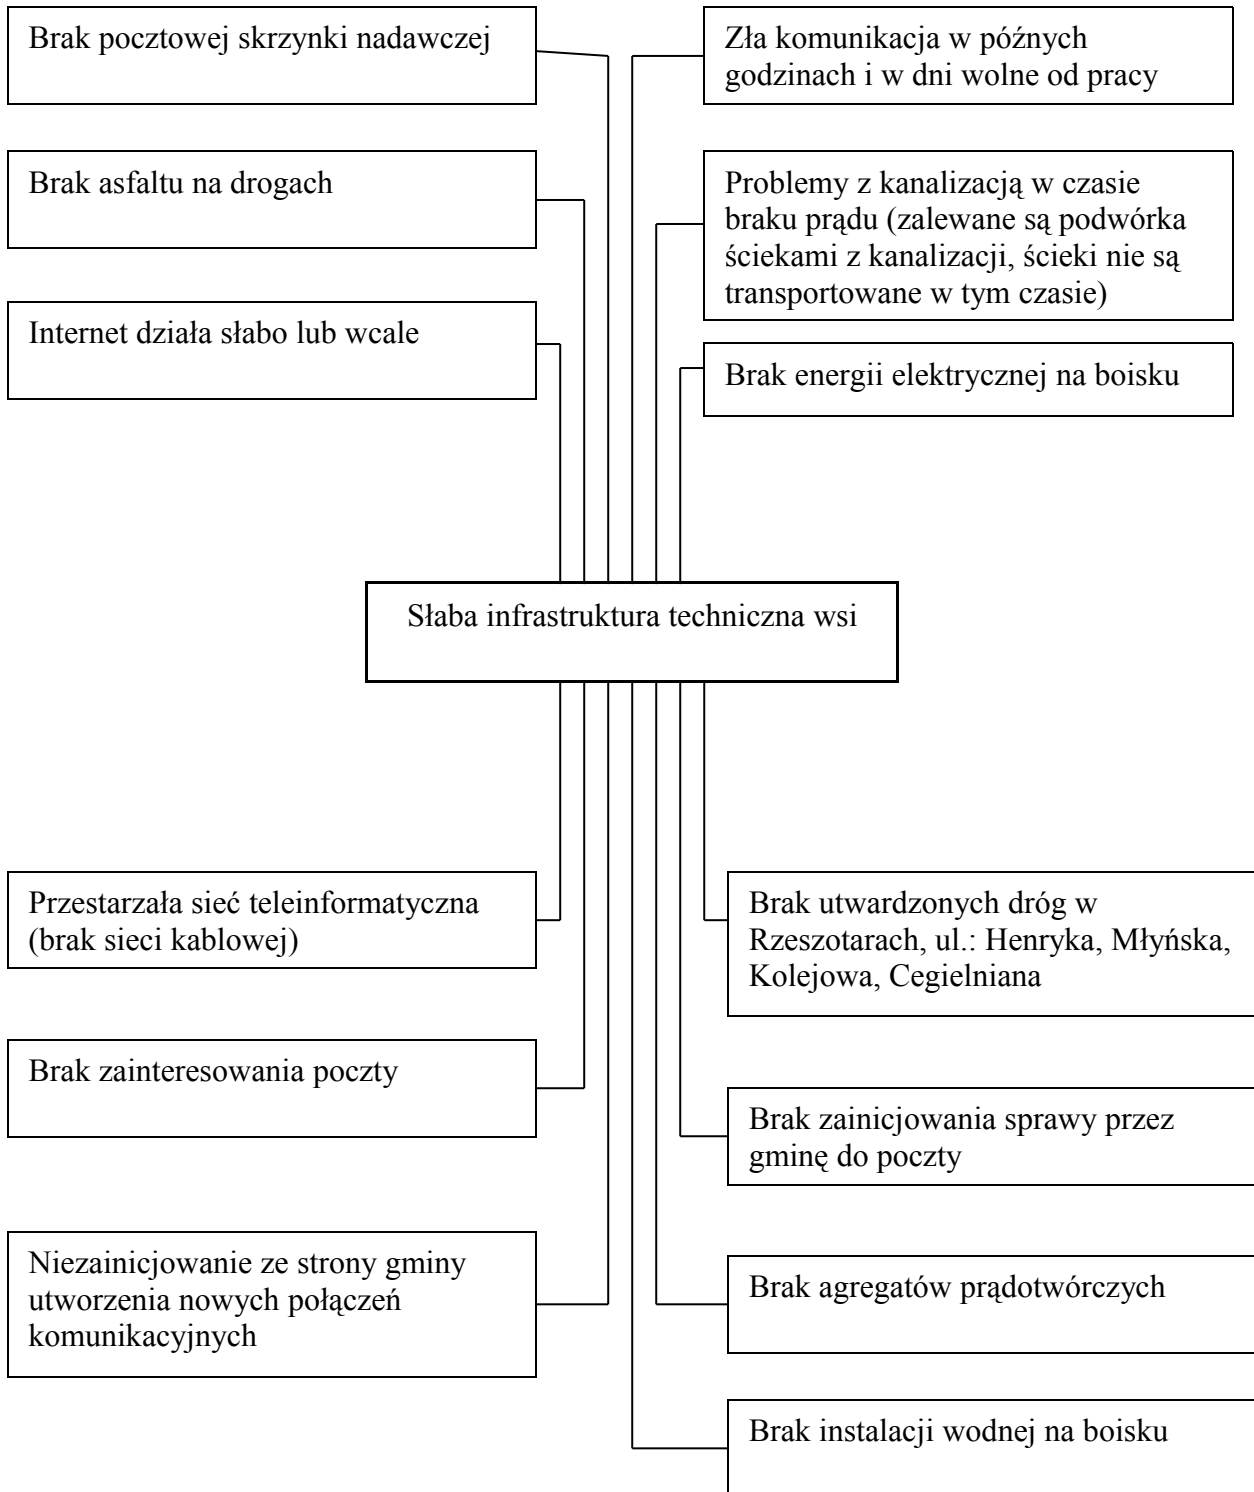 Brak pocztowej skrzynki nadawczej
Zła komunikacja w późnych
godzinach i w dni wolne od pracy
Brak asfaltu na drogach
Problemy z kanalizacją w czasie
braku prądu (zalewane są podwórka
ściekami z kanalizacji, ścieki nie są
transportowane w tym czasie)
Internet działa słabo lub wcale
Brak energii elektrycznej na boisku
Słaba infrastruktura techniczna wsi
Przestarzała sieć teleinformatyczna
(brak sieci kablowej)
Brak utwardzonych dróg w
Rzeszotarach, ul.: Henryka, Młyńska,
Kolejowa, Cegielniana
Brak zainteresowania poczty
Brak zainicjowania sprawy przez
gminę do poczty
Niezainicjowanie ze strony gminy
utworzenia nowych połączeń
komunikacyjnych
Brak agregatów prądotwórczych
Brak instalacji wodnej na boisku